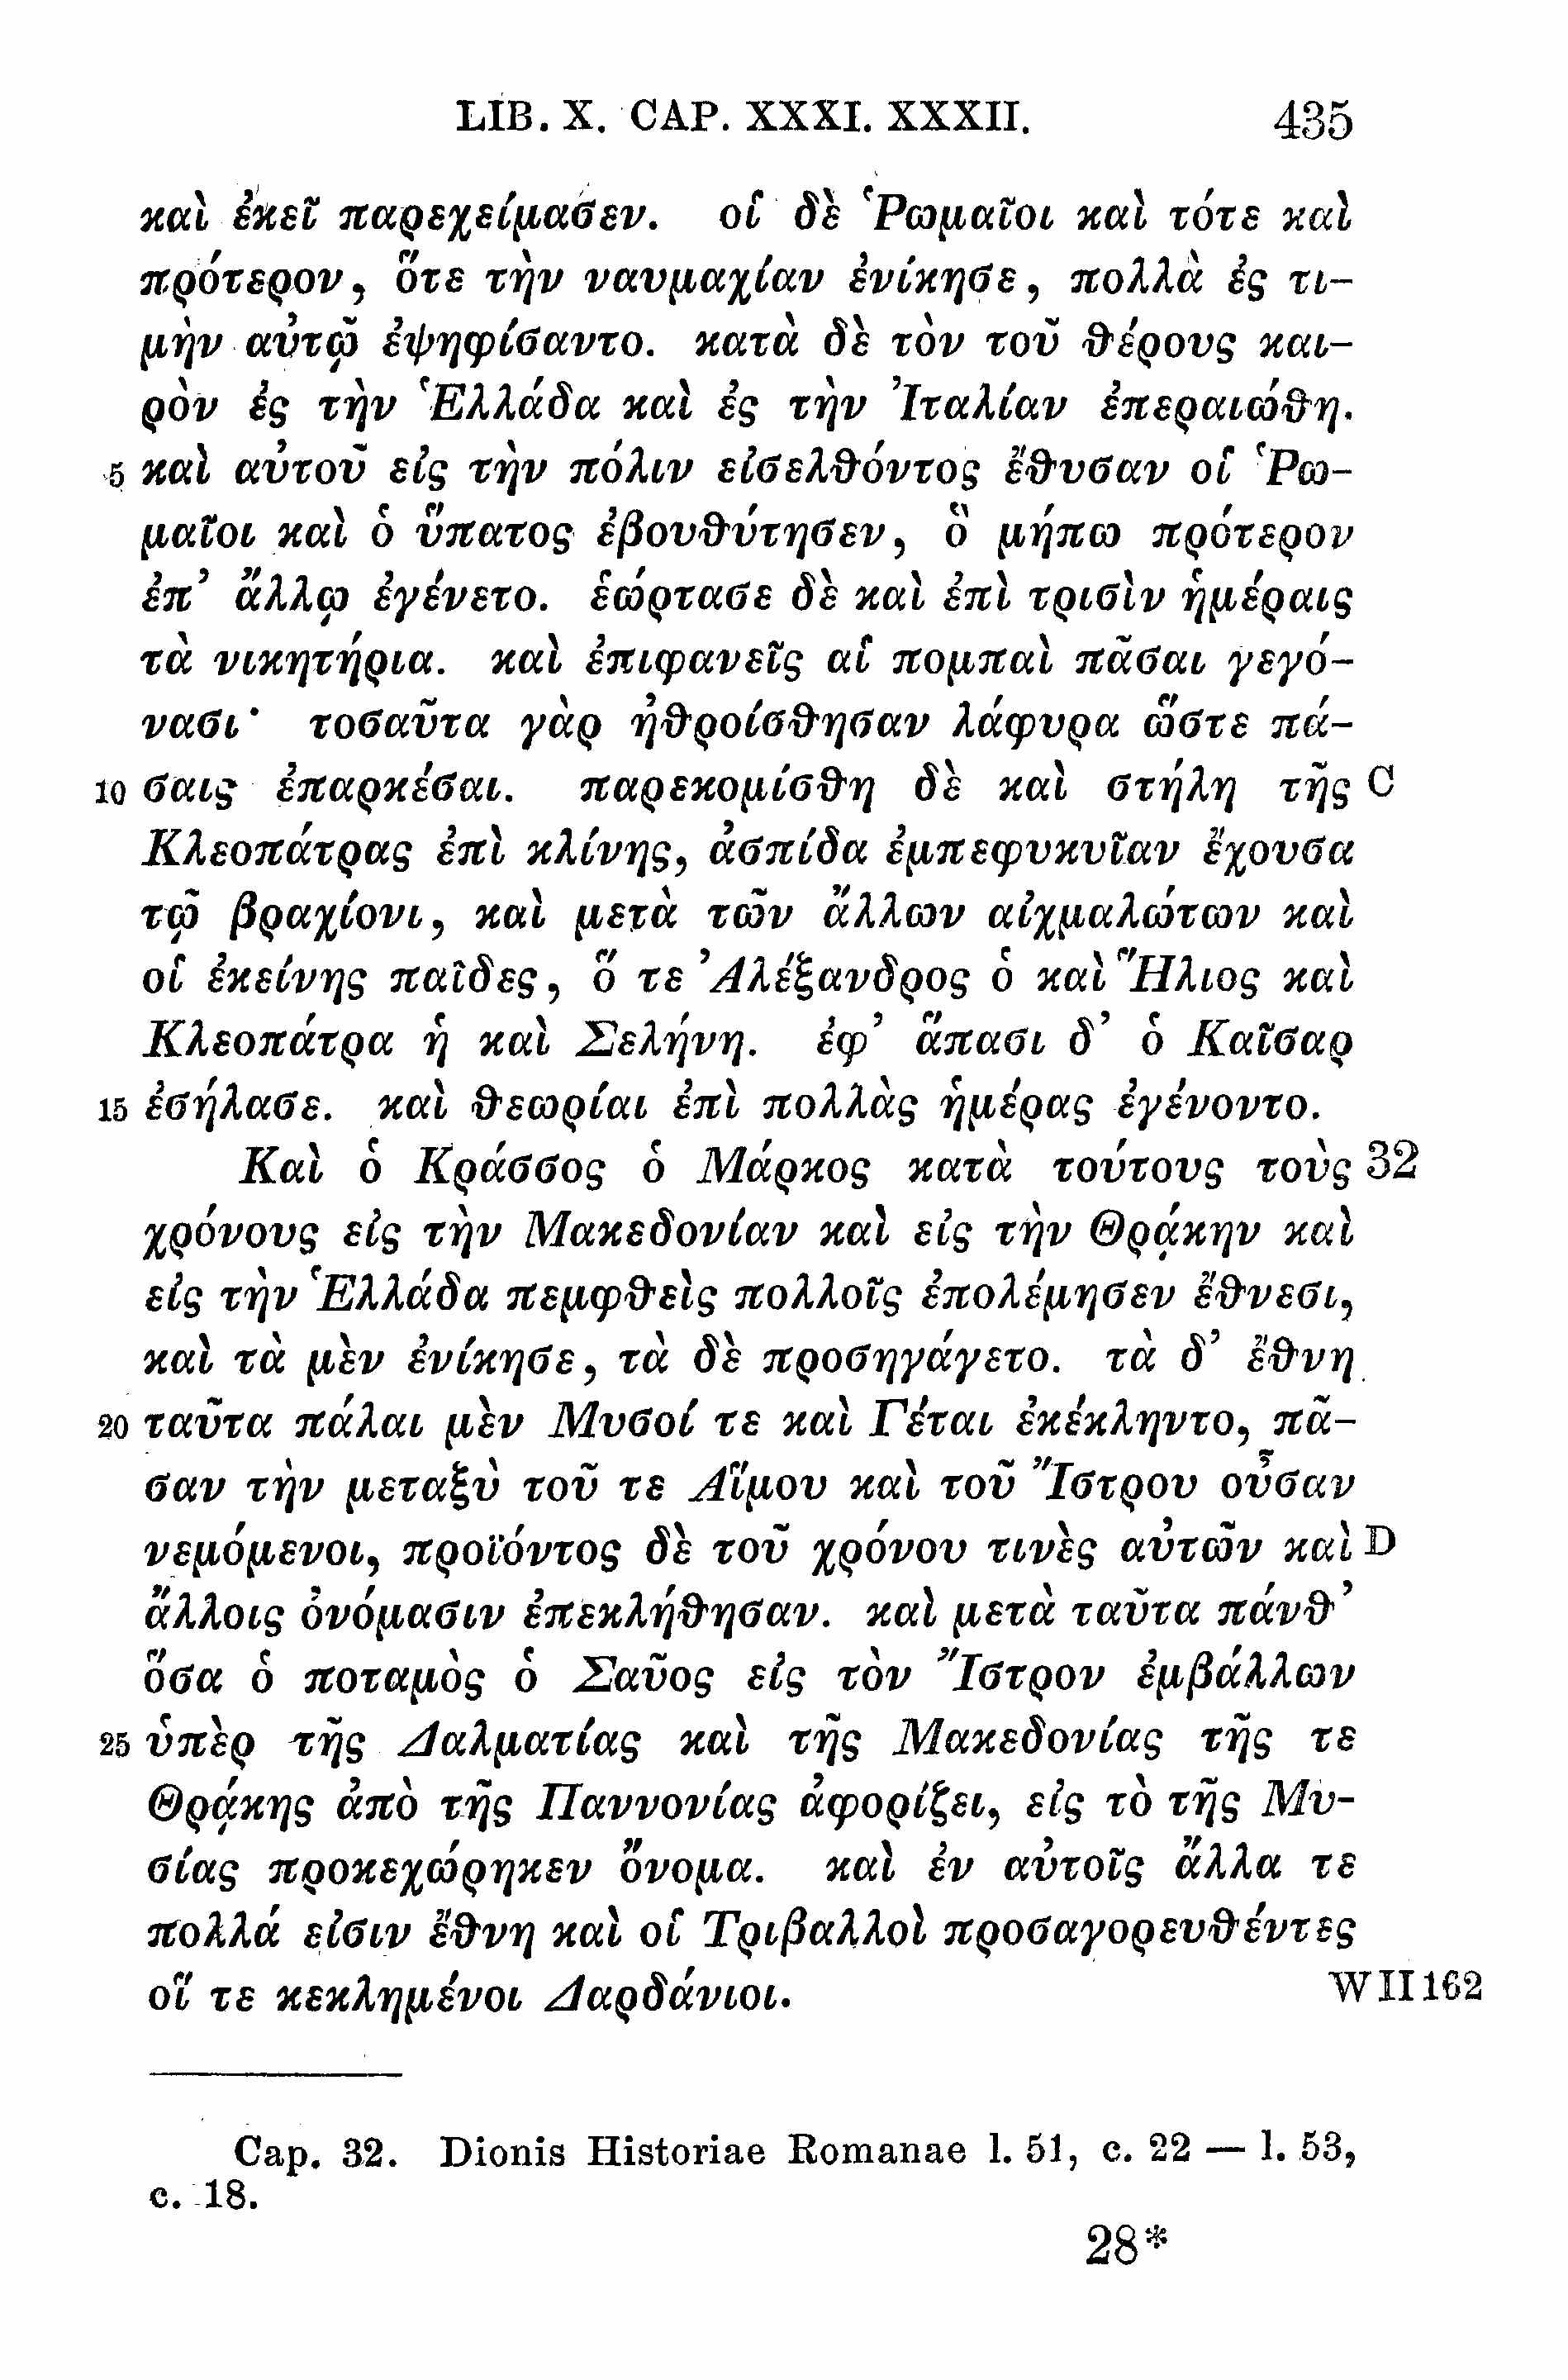 LIB. X. CAP. XXXI. XXXII. 435
καὶ ἐκεῖ παρεχείμασεν. οἱ δὲ Ῥωμαῖοι καὶ τότε καὶ
πρότερον, ὅτε τὴν ναυμαχίαν ἐνίκησε, πολλὰ ἐς τι-
μὴν αὐτῷ ἐψηφίσαντο. κατὰ δὲ τὸν τοῦ θέρους και-
ρὸν ἐς τὴν Ἑλλάδα καὶ ἐς τὴν Ἰταλίαν ἐπεραιώθη.
5 καὶ αὐτοῦ εἰς τὴν πόλιν εἰσελθόντος ἔθυσαν οἱ Ῥω-
μαῖοι καὶ ὁ ὕπατος ἐβουθύτησεν, ὃ μήπω πρότερον
ἐπ’ ἄλλῳ ἐγένετο. ἑώρτασε δὲ καὶ ἐπὶ τρισὶν ἡμέραις
τὰ νικητήρια. καὶ ἐπιφανεῖς αἱ πομπαὶ πᾶσαι γεγό-
νασι· τοσαῦτα γὰρ ἠθροίσθησαν λάφυρα ὥστε πά-
10 σαις ἐπαρκέσαι. παρεκομίσθη δὲ καὶ στήλη τῆς C
Κλεοπάτρας ἐπὶ κλίνης, ἀσπίδα ἐμπεφυκυῖαν ἔχουσα
τῷ βραχίονι, καὶ μετὰ τῶν ἄλλων αἰχμαλώτων καὶ
οἱ ἐκείνης παῖδες, ὅ τε Ἀλέξανδρος ὁ καὶ Ἥλιος καὶ
Κλεοπάτρα ἡ καὶ Σελήνη. ἐφ’ ἅπασι δ’ ὁ Καῖσαρ
15 ἐσήλασε. καὶ θεωρίαι ἐπὶ πολλὰς ἡμέρας ἐγένοντο.
Καὶ ὁ Κράσσος ὁ Μάρκος κατὰ τούτους τοὺς 32
χρόνους εἰς τὴν Μακεδονίαν καὶ εἰς τὴν Θρᾴκην καὶ
εἰς τὴν Ἑλλάδα πεμφθεὶς πολλοῖς ἐπολέμησεν ἔθνεσι,
καὶ τὰ μὲν ἐνίκησε, τὰ δὲ προσηγάγετο. τὰ δ’ ἔθνη
20 ταῦτα πάλαι μὲν Μυσοί τε καὶ Γέται ἐκέκληντο, πᾶ-
σαν τὴν μεταξὺ τοῦ τε Αἵμου καὶ τοῦ Ἴστρου οὖσαν
νεμόμενοι, προϊόντος δὲ τοῦ χρόνου τινὲς αὐτῶν καὶ D
ἄλλοις ὀνόμασιν ἐπεκλήθησαν. καὶ μετὰ ταῦτα πάνθ’
ὅσα ὁ ποταμὸς ὁ Σαῦος εἰς τὸν Ἴστρον ἐμβάλλων
25 ὑπὲρ τῆς Δαλματίας καὶ τῆς Μακεδονίας τῆς τε
Θρᾴκης ἀπὸ τῆς Παννονίας ἀφορίζει, εἰς τὸ τῆς Μυ-
σίας προκεχώρηκεν ὄνομα. καὶ ἐν αὐτοῖς ἄλλα τε
πολλά εἰσιν ἔθνη καὶ οἱ Τριβαλλοὶ προσαγορευθέντες
οἵ τε κεκλημένοι Δαρδάνιοι. W II 162
Cap. 32. Dionis Historiae Romanae l. 51, c. 22 — l. 53,
c. 18.
28*